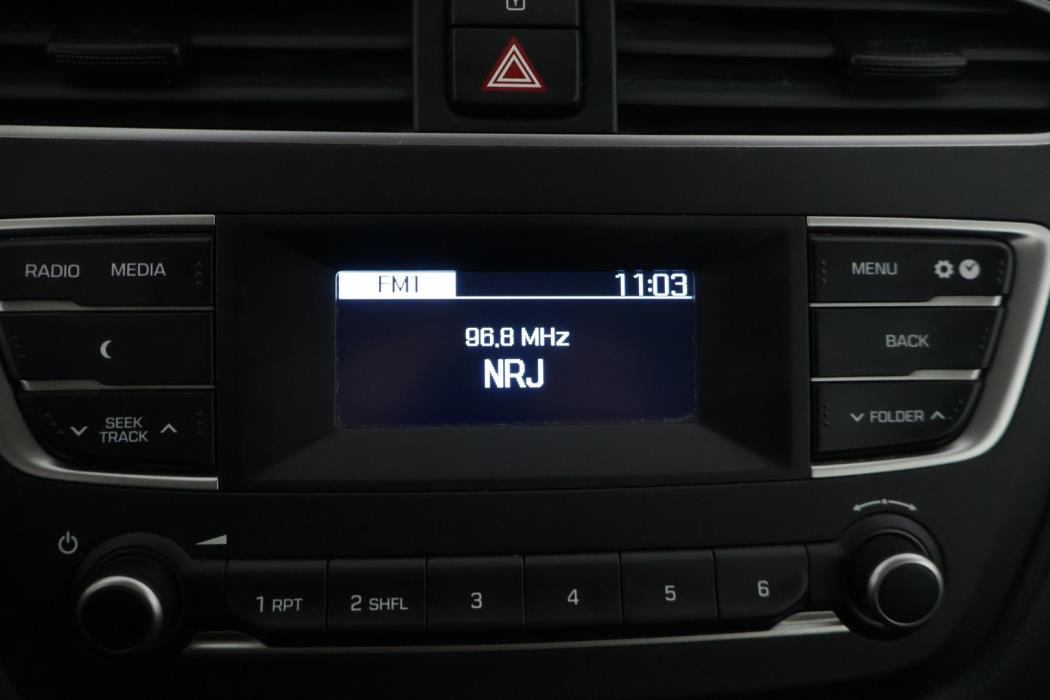 FM1 11:03
96,8 MHz
NRJ
RADIO MEDIA
SEEK
TRACK
MENU
BACK
FOLDER
1 RPT 2 SHFL 3 4 5 6